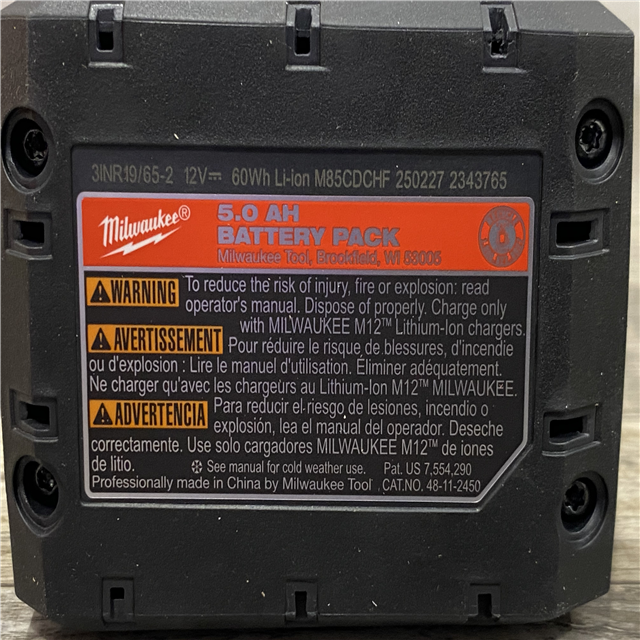 3INR19/65-2 12V⎓ 60Wh Li-ion M85CDCHF 250227 2343765
Milwaukee®
5.0 AH
BATTERY PACK
Milwaukee Tool, Brookfield, WI 53005
WARNING To reduce the risk of injury, fire or explosion: read
operator's manual. Dispose of properly. Charge only
with MILWAUKEE M12™ Lithium-Ion chargers.
AVERTISSEMENT Pour réduire le risque de blessures, d'incendie
ou d'explosion : Lire le manuel d'utilisation. Éliminer adéquatement.
Ne charger qu'avec les chargeurs au Lithium-Ion M12™ MILWAUKEE.
ADVERTENCIA Para reducir el riesgo de lesiones, incendio o
explosión, lea el manual del operador. Deseche
correctamente. Use solo cargadores MILWAUKEE M12™ de iones
de litio. See manual for cold weather use. Pat. US 7,554,290
Professionally made in China by Milwaukee Tool CAT.NO. 48-11-2450